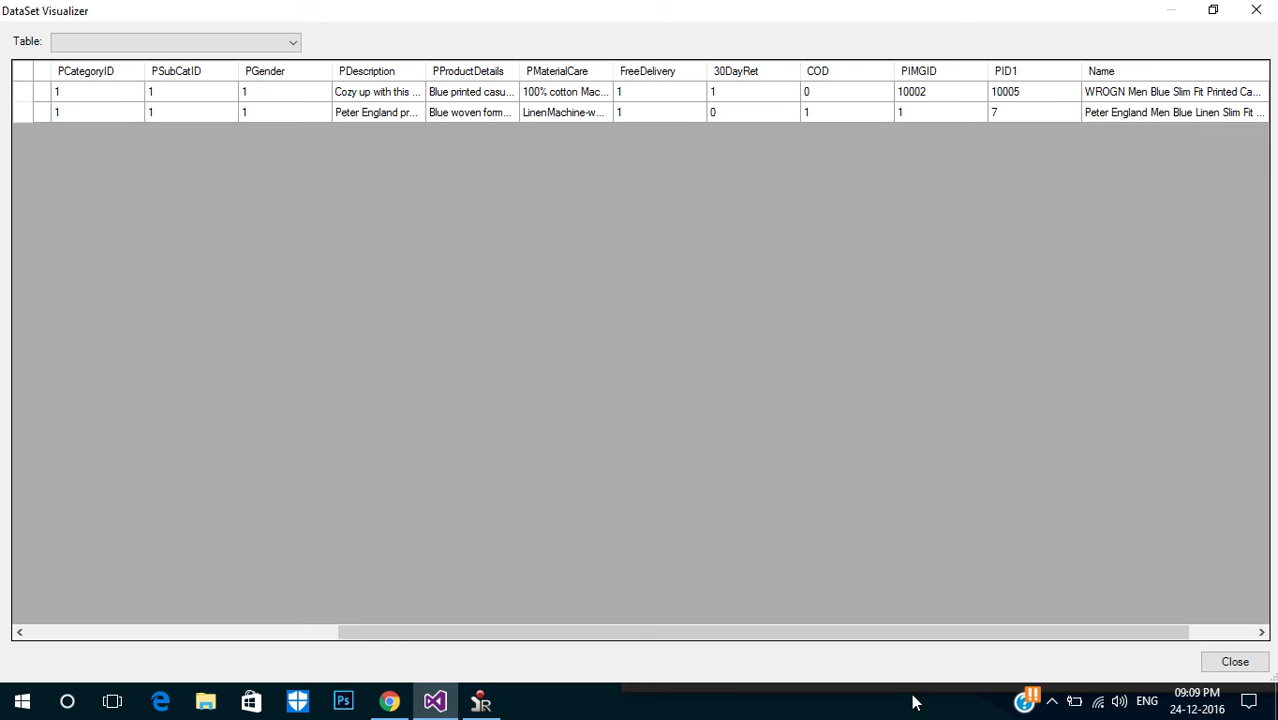 DataSet Visualizer
Table:
PCategoryID PSubCatID PGender PDescription PProductDetails PMaterialCare FreeDelivery 30DayRet COD PIMGID PID1 Name
1 1 1 Cozy up with this ... Blue printed casu... 100% cotton Mac... 1 1 0 10002 10005 WROGN Men Blue Slim Fit Printed Ca...
1 1 1 Peter England pr... Blue woven form... LinenMachine-w... 1 0 1 1 7 Peter England Men Blue Linen Slim Fit ...
Close
Ps
R
ENG
09:09 PM
24-12-2016